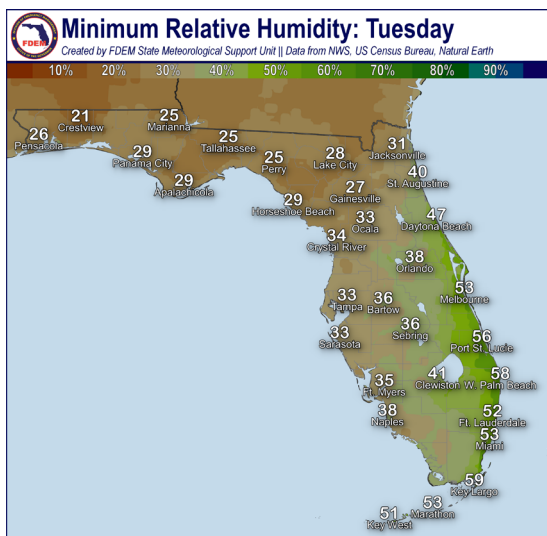 FDEM
Minimum Relative Humidity: Tuesday
Created by FDEM State Meteorological Support Unit || Data from NWS, US Census Bureau, Natural Earth
10% 20% 30% 40% 50% 60% 70% 80% 90%
21
Crestview
25
Marianna
26
Pensacola
25
Tallahassee
31
Jacksonville
29
Panama City
25
Perry
28
Lake City
40
St. Augustine
29
Apalachicola
27
Gainesville
29
Horseshoe Beach
33
Ocala
47
Daytona Beach
34
Crystal River
38
Orlando
53
Melbourne
33
Tampa
36
Bartow
33
Sarasota
36
Sebring
56
Port St. Lucie
35
Ft. Myers
41
Clewiston
58
W. Palm Beach
38
Naples
52
Ft. Lauderdale
53
Miami
59
Key Largo
53
Marathon
51
Key West